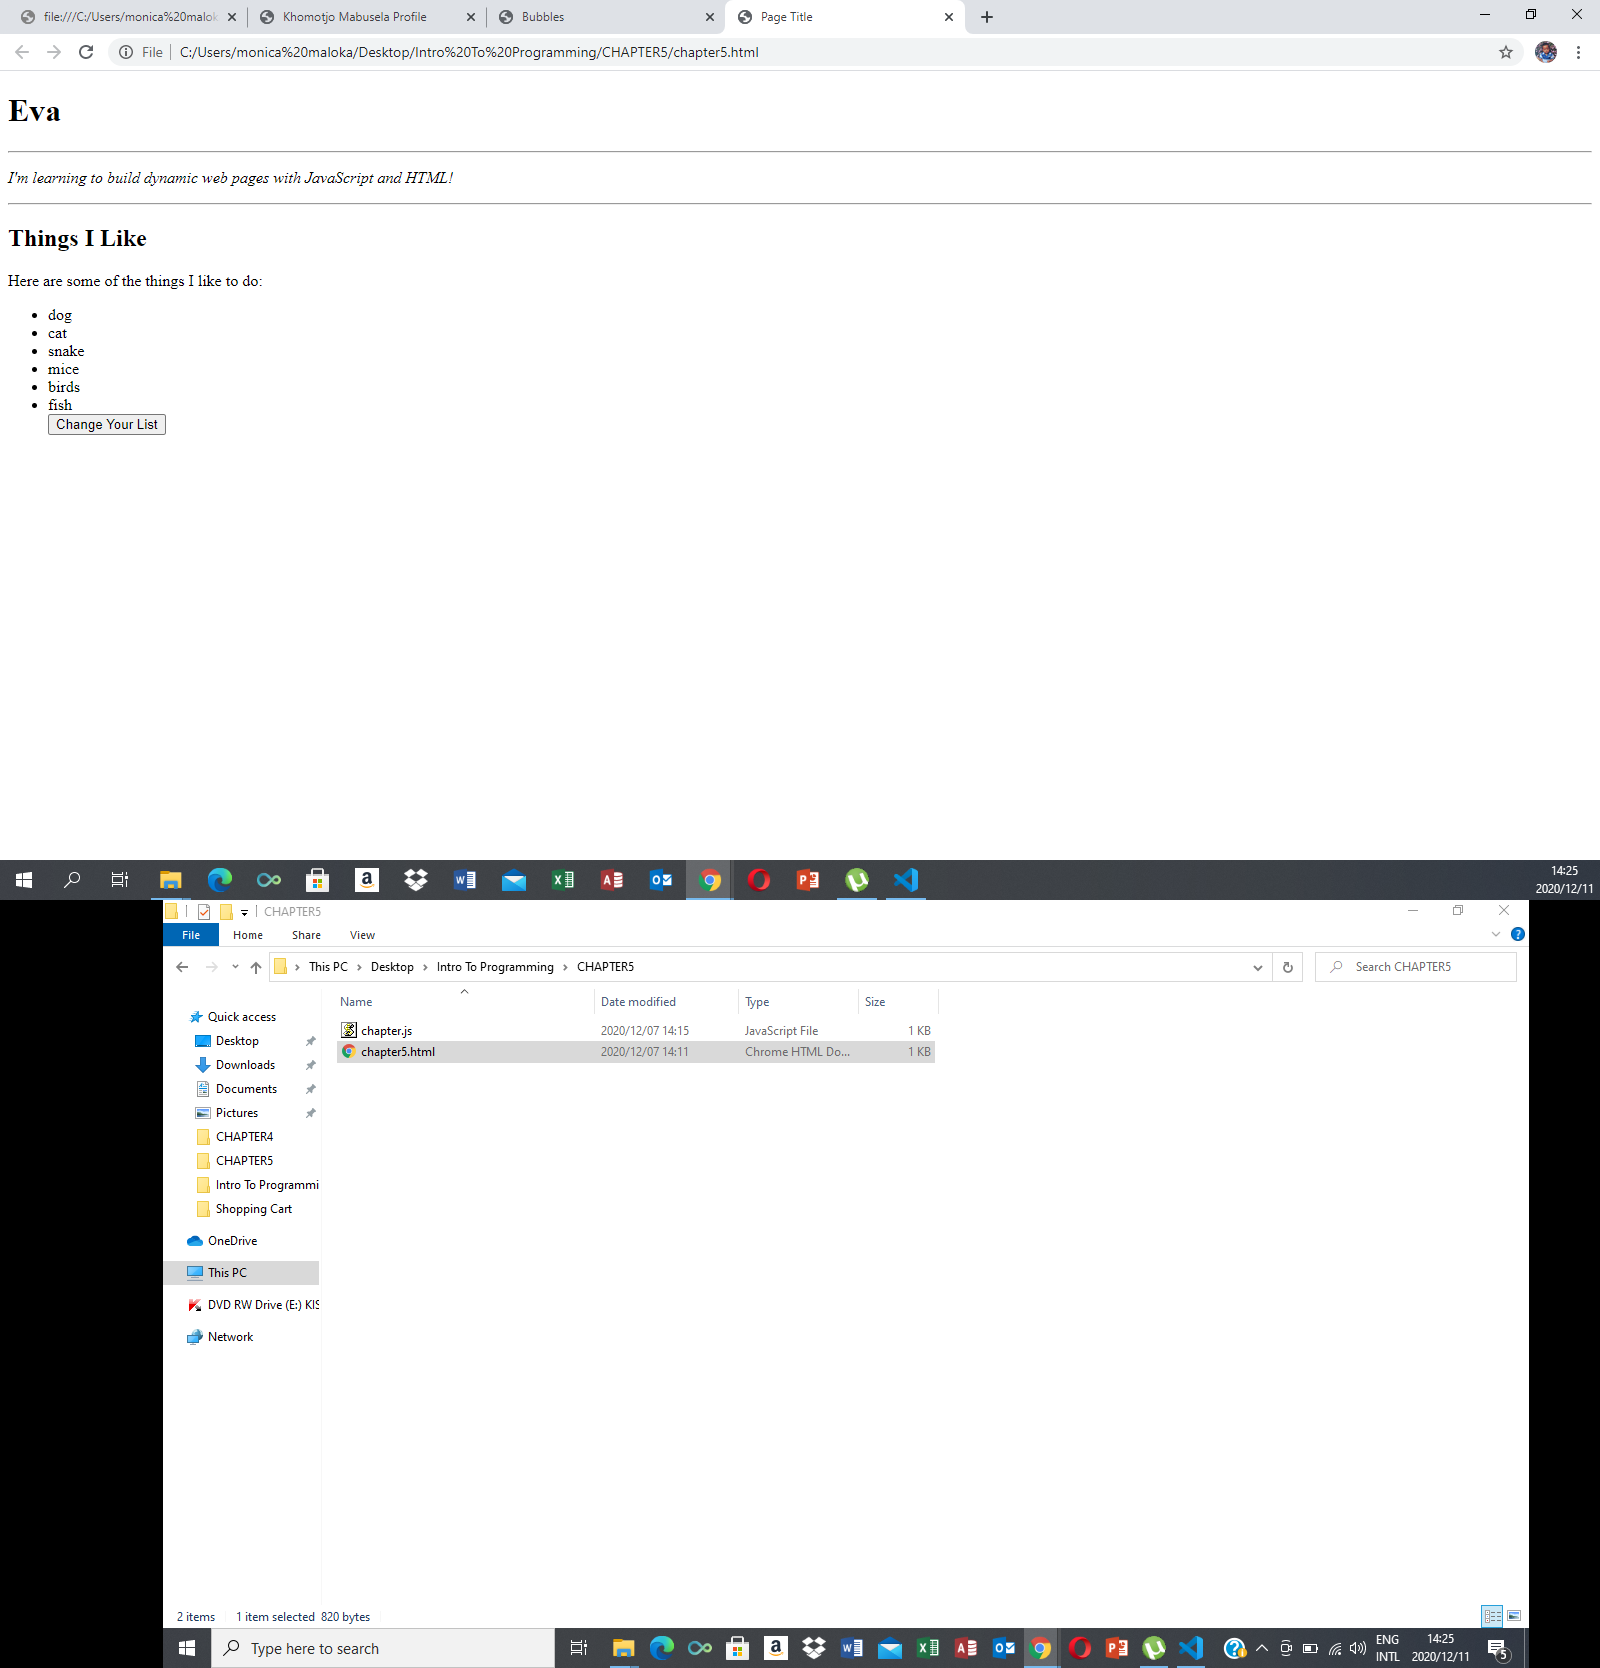 file:///C:/Users/monica%20malok
Khomotjo Mabusela Profile
Bubbles
Page Title
File
C:/Users/monica%20maloka/Desktop/Intro%20To%20Programming/CHAPTER5/chapter5.html
Eva
I'm learning to build dynamic web pages with JavaScript and HTML!
Things I Like
Here are some of the things I like to do:
dog
cat
snake
mice
birds
fish
Change Your List
14:25
2020/12/11
CHAPTER5
File Home Share View
This PC > Desktop > Intro To Programming > CHAPTER5
Search CHAPTER5
Name Date modified Type Size
chapter.js 2020/12/07 14:15 JavaScript File 1 KB
chapter5.html 2020/12/07 14:11 Chrome HTML Do... 1 KB
Quick access
Desktop
Downloads
Documents
Pictures
CHAPTER4
CHAPTER5
Intro To Programmi
Shopping Cart
OneDrive
This PC
DVD RW Drive (E:) KIS
Network
2 items 1 item selected 820 bytes
Type here to search
ENG
INTL
14:25
2020/12/11
5